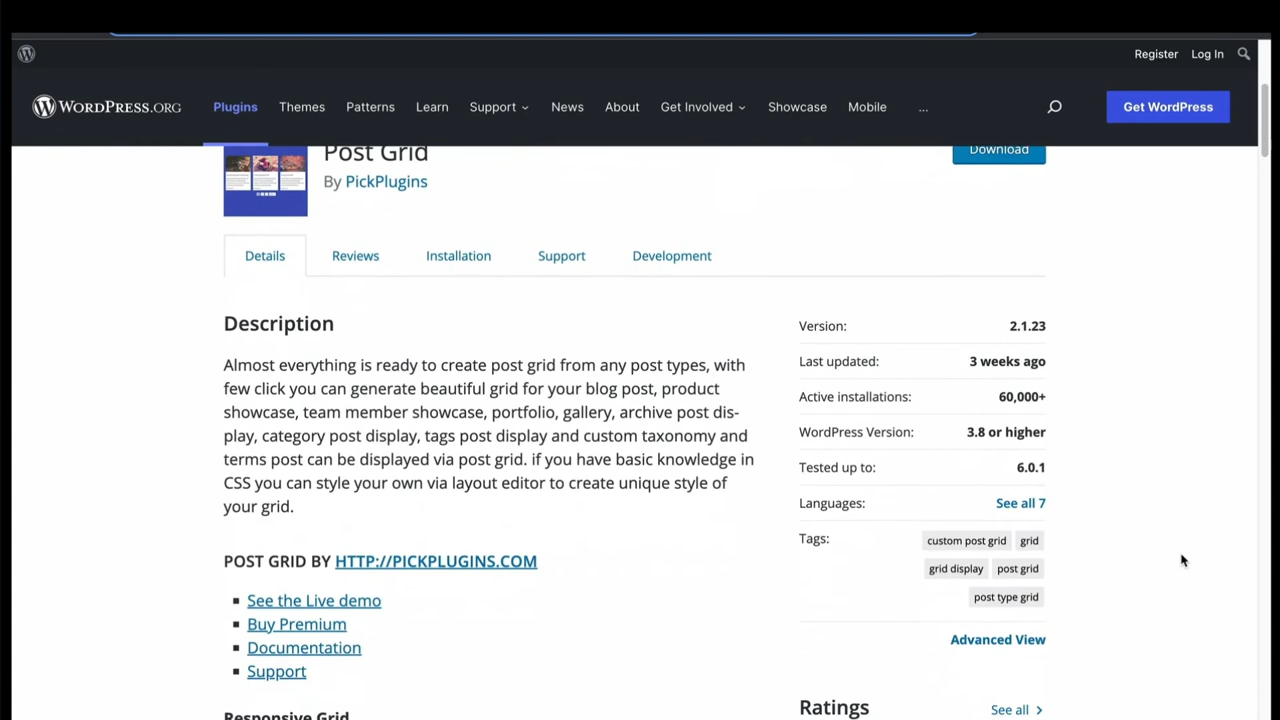 Register Log In
WORDPRESS.ORG Plugins Themes Patterns Learn Support News About Get Involved Showcase Mobile ... Get WordPress
Post Grid
Download
By PickPlugins
Details Reviews Installation Support Development
Description
Almost everything is ready to create post grid from any post types, with
few click you can generate beautiful grid for your blog post, product
showcase, team member showcase, portfolio, gallery, archive post dis-
play, category post display, tags post display and custom taxonomy and
terms post can be displayed via post grid. if you have basic knowledge in
CSS you can style your own via layout editor to create unique style of
your grid.
POST GRID BY HTTP://PICKPLUGINS.COM
See the Live demo
Buy Premium
Documentation
Support
Responsive Grid
Version: 2.1.23
Last updated: 3 weeks ago
Active installations: 60,000+
WordPress Version: 3.8 or higher
Tested up to: 6.0.1
Languages: See all 7
Tags: custom post grid grid
grid display post grid
post type grid
Advanced View
Ratings See all